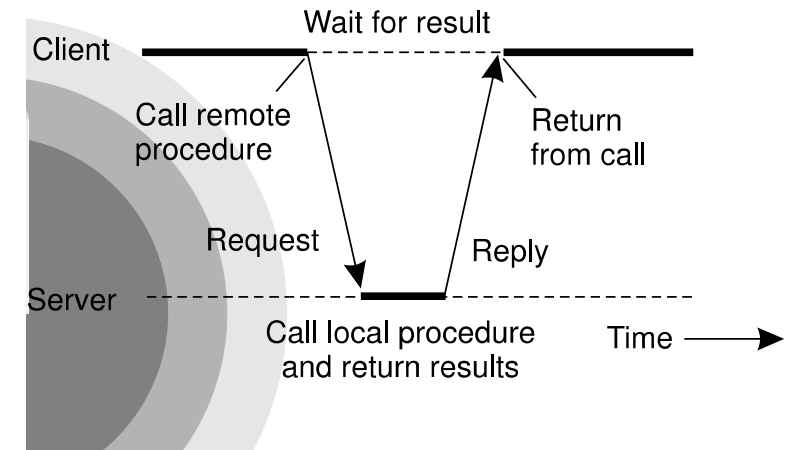 Wait for result
Client
Call remote
procedure
Return
from call
Request
Reply
Server
Call local procedure
and return results
Time